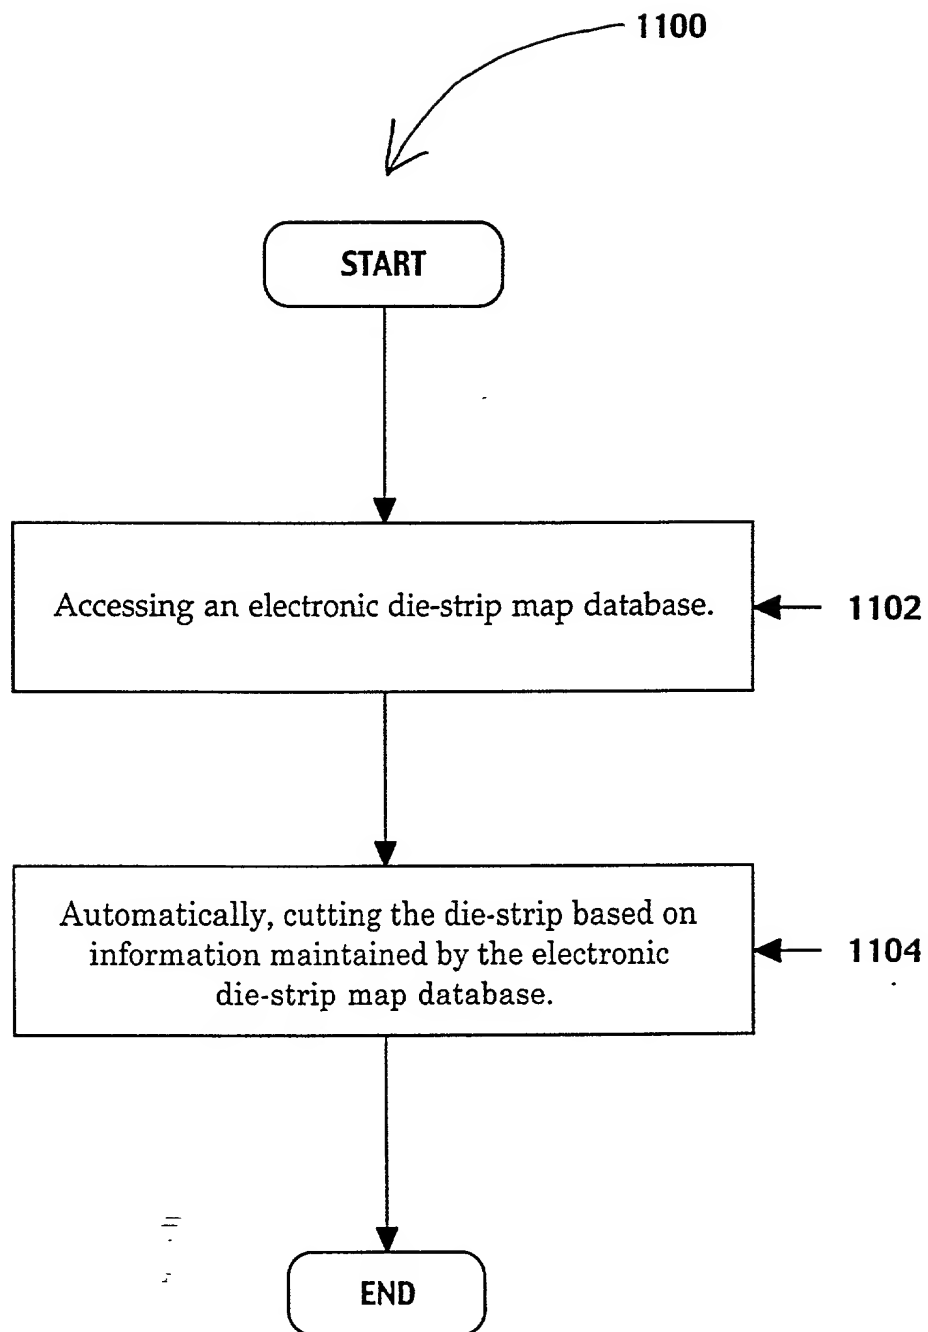 1100
START
Accessing an electronic die-strip map database.
1102
Automatically, cutting the die-strip based on
information maintained by the electronic
die-strip map database.
1104
END